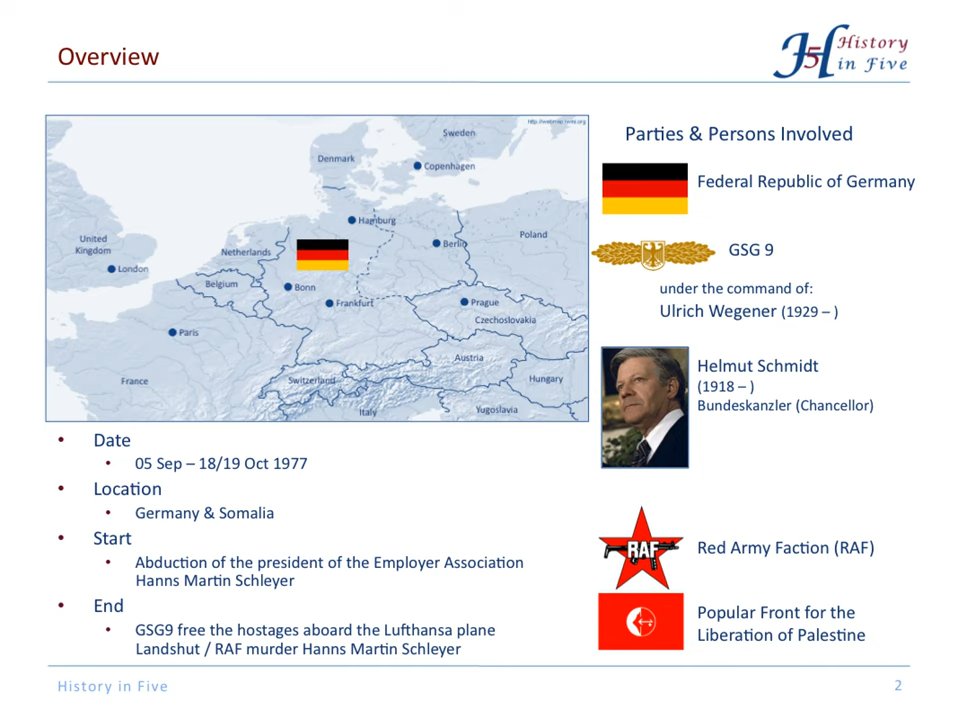 Overview
History
in Five
http://webmap.iwmi.org
Sweden
Denmark
Copenhagen
Hamburg
United
Kingdom
Poland
Berlin
Netherlands
London
Belgium
Bonn
Frankfurt
Prague
Czechoslovakia
Paris
Austria
France
Switzerland
Hungary
Italy
Yugoslavia
Parties & Persons Involved
Federal Republic of Germany
GSG 9
under the command of:
Ulrich Wegener (1929 – )
Helmut Schmidt
(1918 – )
Bundeskanzler (Chancellor)
RAF
Red Army Faction (RAF)
Popular Front for the
Liberation of Palestine
• Date
• 05 Sep – 18/19 Oct 1977
• Location
• Germany & Somalia
• Start
• Abduction of the president of the Employer Association
Hanns Martin Schleyer
• End
• GSG9 free the hostages aboard the Lufthansa plane
Landshut / RAF murder Hanns Martin Schleyer
History in Five
2